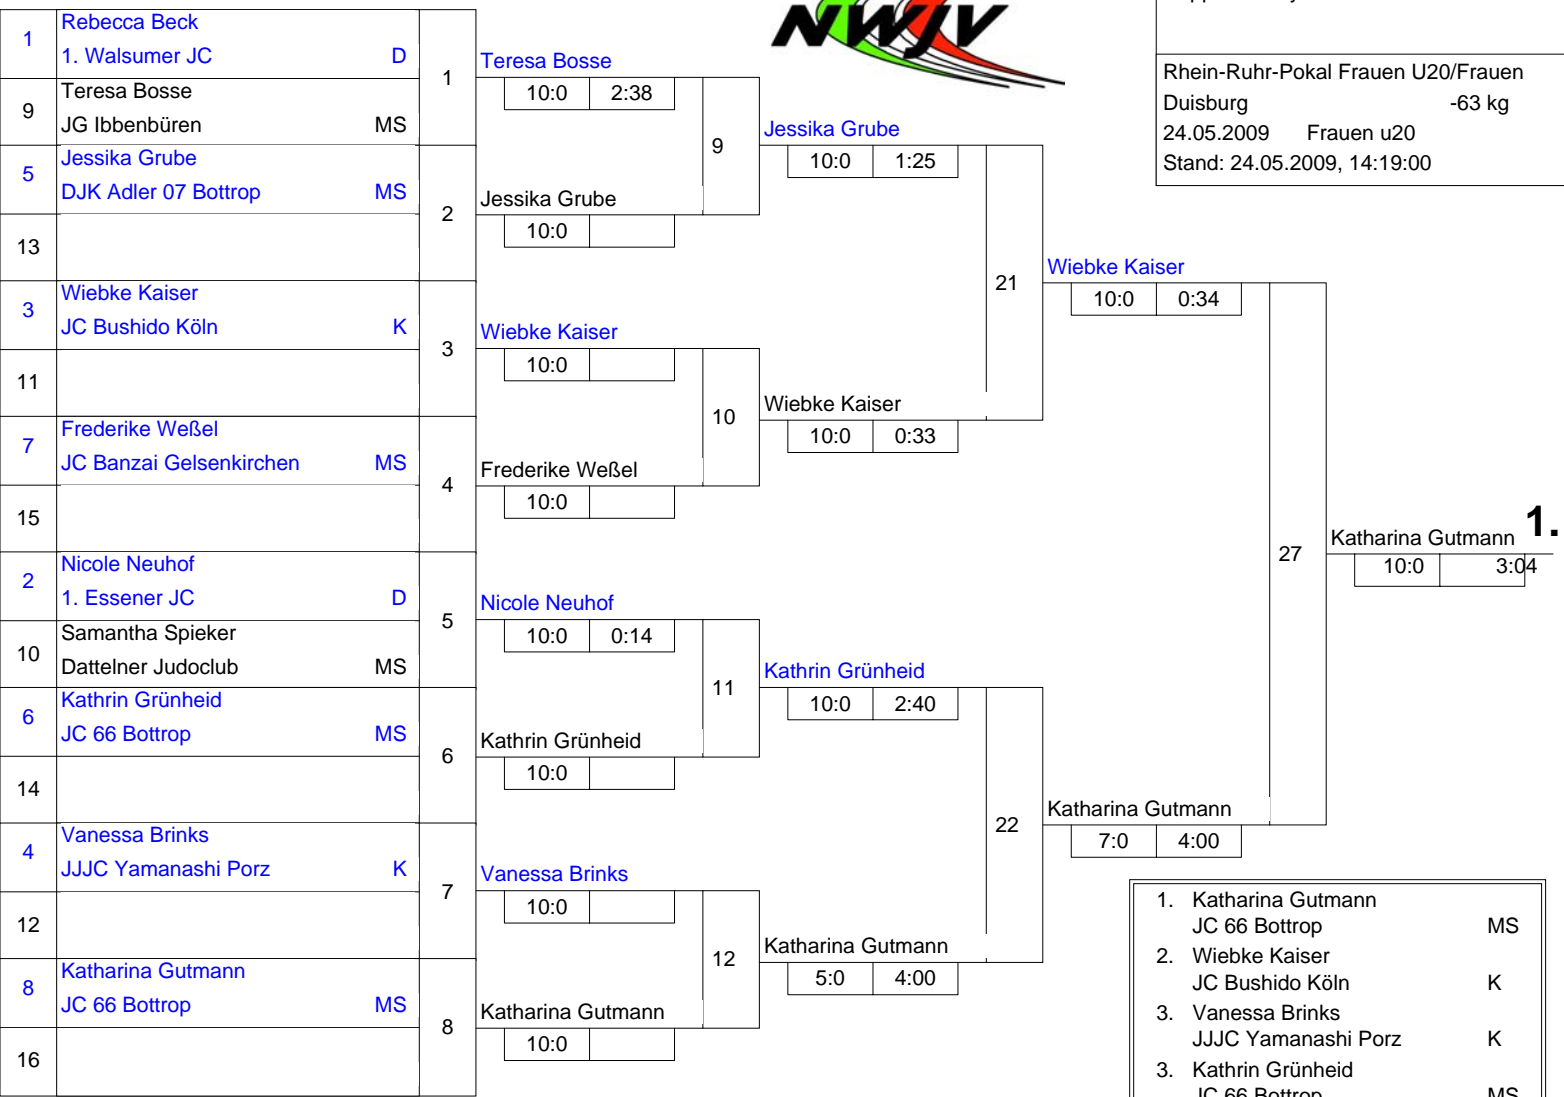 NWJV
Rhein-Ruhr-Pokal Frauen U20/Frauen
Duisburg -63 kg
24.05.2009 Frauen u20
Stand: 24.05.2009, 14:19:00
1 Rebecca Beck
1. Walsumer JC D
9 Teresa Bosse
JG Ibbenbüren MS
5 Jessika Grube
DJK Adler 07 Bottrop MS
13
3 Wiebke Kaiser
JC Bushido Köln K
11
7 Frederike Weßel
JC Banzai Gelsenkirchen MS
15
2 Nicole Neuhof
1. Essener JC D
10 Samantha Spieker
Dattelner Judoclub MS
6 Kathrin Grünheid
JC 66 Bottrop MS
14
4 Vanessa Brinks
JJJC Yamanashi Porz K
12
8 Katharina Gutmann
JC 66 Bottrop MS
16
1 Teresa Bosse
10:0 2:38
2 Jessika Grube
10:0
3 Wiebke Kaiser
10:0
4 Frederike Weßel
10:0
5 Nicole Neuhof
10:0 0:14
6 Kathrin Grünheid
10:0
7 Vanessa Brinks
10:0
8 Katharina Gutmann
10:0
9 Jessika Grube
10:0 1:25
10 Wiebke Kaiser
10:0 0:33
11 Kathrin Grünheid
10:0 2:40
12 Katharina Gutmann
5:0 4:00
21 Wiebke Kaiser
10:0 0:34
22 Katharina Gutmann
7:0 4:00
27 Katharina Gutmann 1.
10:0 3:04
1. Katharina Gutmann
JC 66 Bottrop MS
2. Wiebke Kaiser
JC Bushido Köln K
3. Vanessa Brinks
JJJC Yamanashi Porz K
3. Kathrin Grünheid
JC 66 Bottrop MS